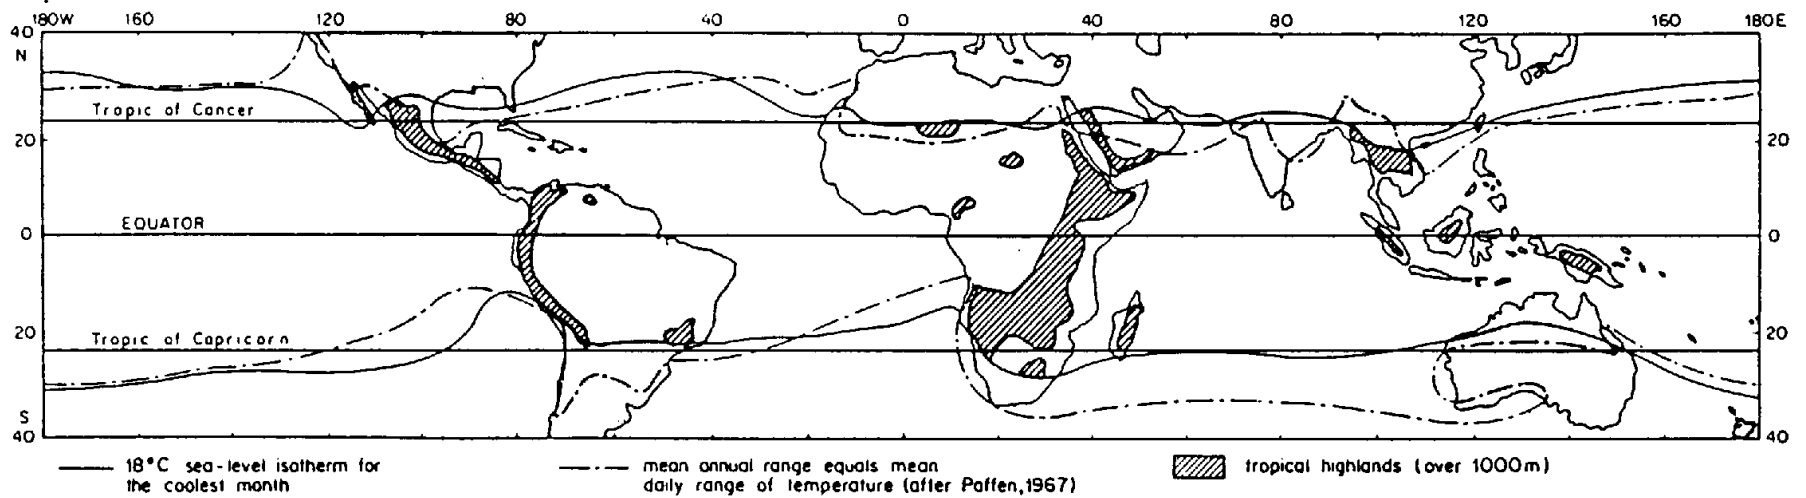 180W 160 120 80 40 0 40 80 120 160 180E
40 40
N
Tropic of Cancer
20 20
EQUATOR
0 0
20 20
Tropic of Capricorn
S
40 40
18°C sea-level isotherm for
the coolest month
mean annual range equals mean
daily range of temperature (after Paffen, 1967)
tropical highlands (over 1000m)